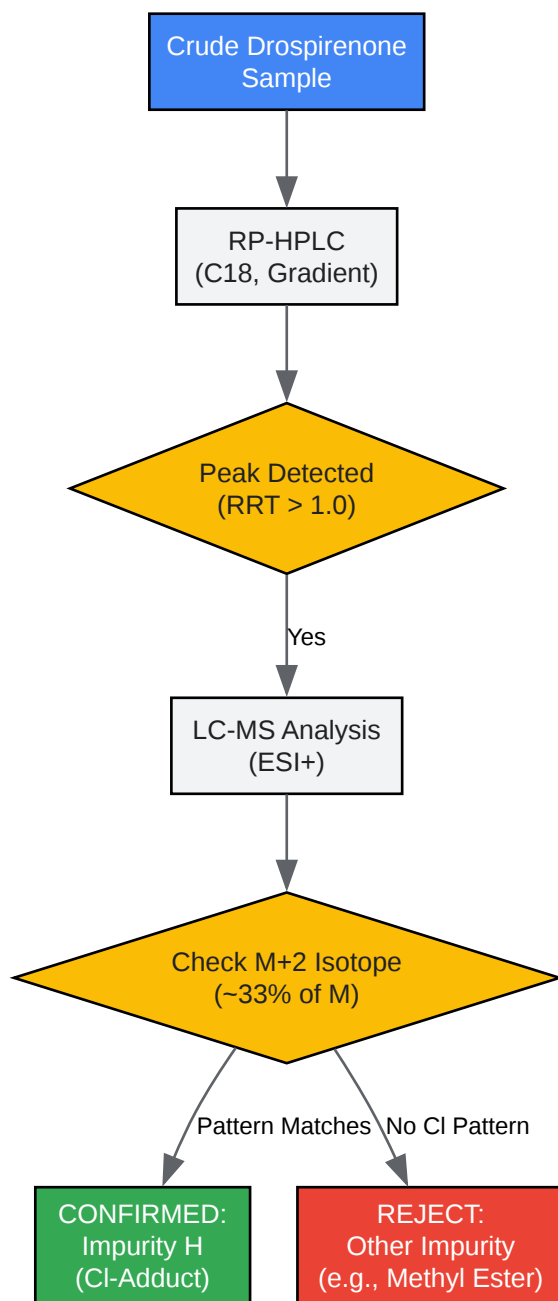 Crude Drospirenone
Sample
RP-HPLC
(C18, Gradient)
Peak Detected
(RRT > 1.0)
Yes
LC-MS Analysis
(ESI+)
Check M+2 Isotope
(~33% of M)
Pattern Matches
No Cl Pattern
CONFIRMED:
Impurity H
(Cl-Adduct)
REJECT:
Other Impurity
(e.g., Methyl Ester)